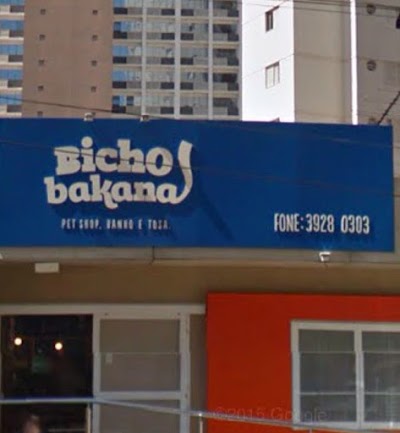 Bicho
bakana
PET SHOP, BANHO E TOSA.
FONE: 3928 0303
©2015 Google